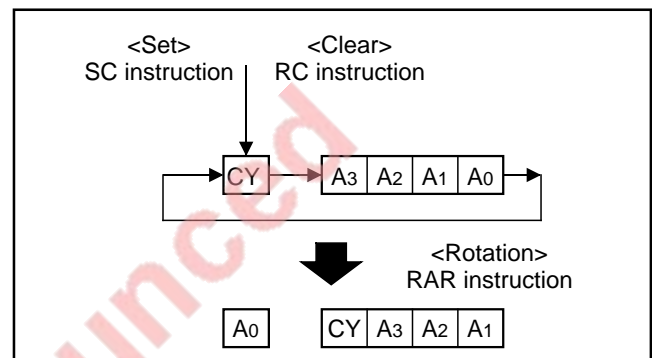 <Set> <Clear>
SC instruction RC instruction
CY A3 A2 A1 A0
<Rotation>
RAR instruction
A0 CY A3 A2 A1
unced